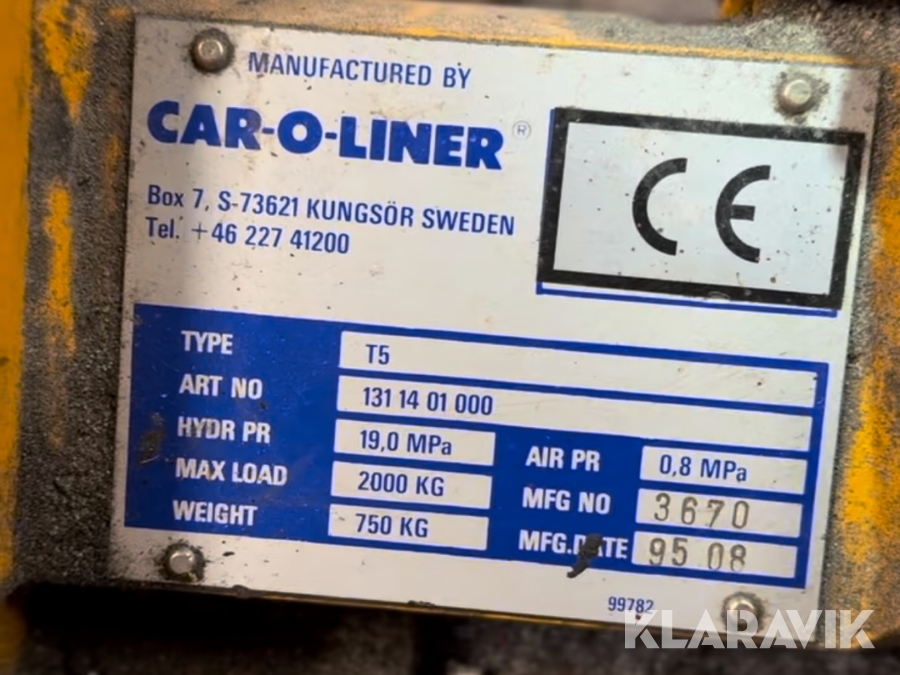 MANUFACTURED BY
CAR-O-LINER®
Box 7, S-73621 KUNGSÖR SWEDEN
Tel. +46 227 41200
CE
TYPE T5
ART NO 131 14 01 000
HYDR PR 19,0 MPa AIR PR 0,8 MPa
MAX LOAD 2000 KG MFG NO 3670
WEIGHT 750 KG MFG.DATE 95 08
99782
KLARAVIK